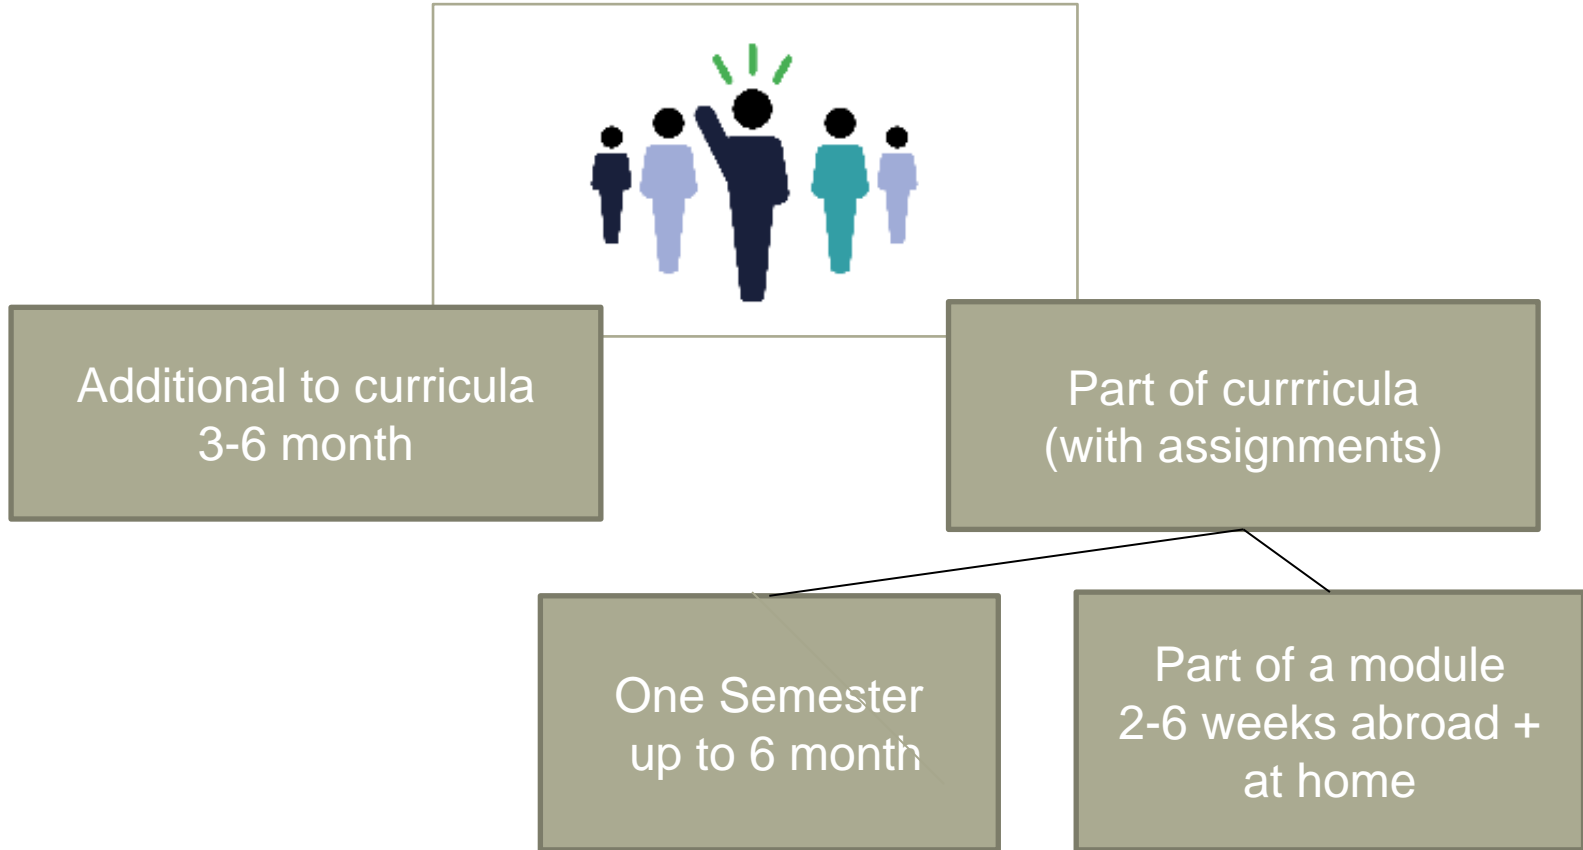 Additional to curricula
3-6 month
Part of currricula
(with assignments)
One Semester
up to 6 month
Part of a module
2-6 weeks abroad +
at home